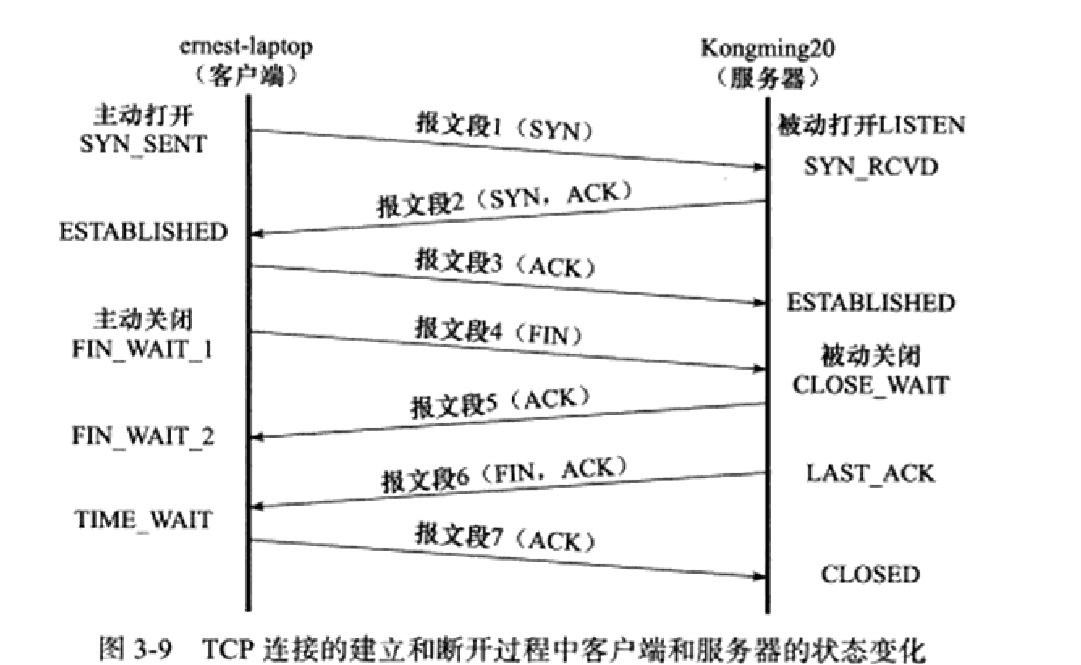 ernest-laptop
（客户端）
Kongming20
（服务器）
主动打开
SYN_SENT
报文段1（SYN）
被动打开LISTEN
SYN_RCVD
报文段2（SYN，ACK）
ESTABLISHED
报文段3（ACK）
ESTABLISHED
主动关闭
FIN_WAIT_1
报文段4（FIN）
被动关闭
CLOSE_WAIT
报文段5（ACK）
FIN_WAIT_2
报文段6（FIN，ACK）
LAST_ACK
TIME_WAIT
报文段7（ACK）
CLOSED
图 3-9 TCP 连接的建立和断开过程中客户端和服务器的状态变化